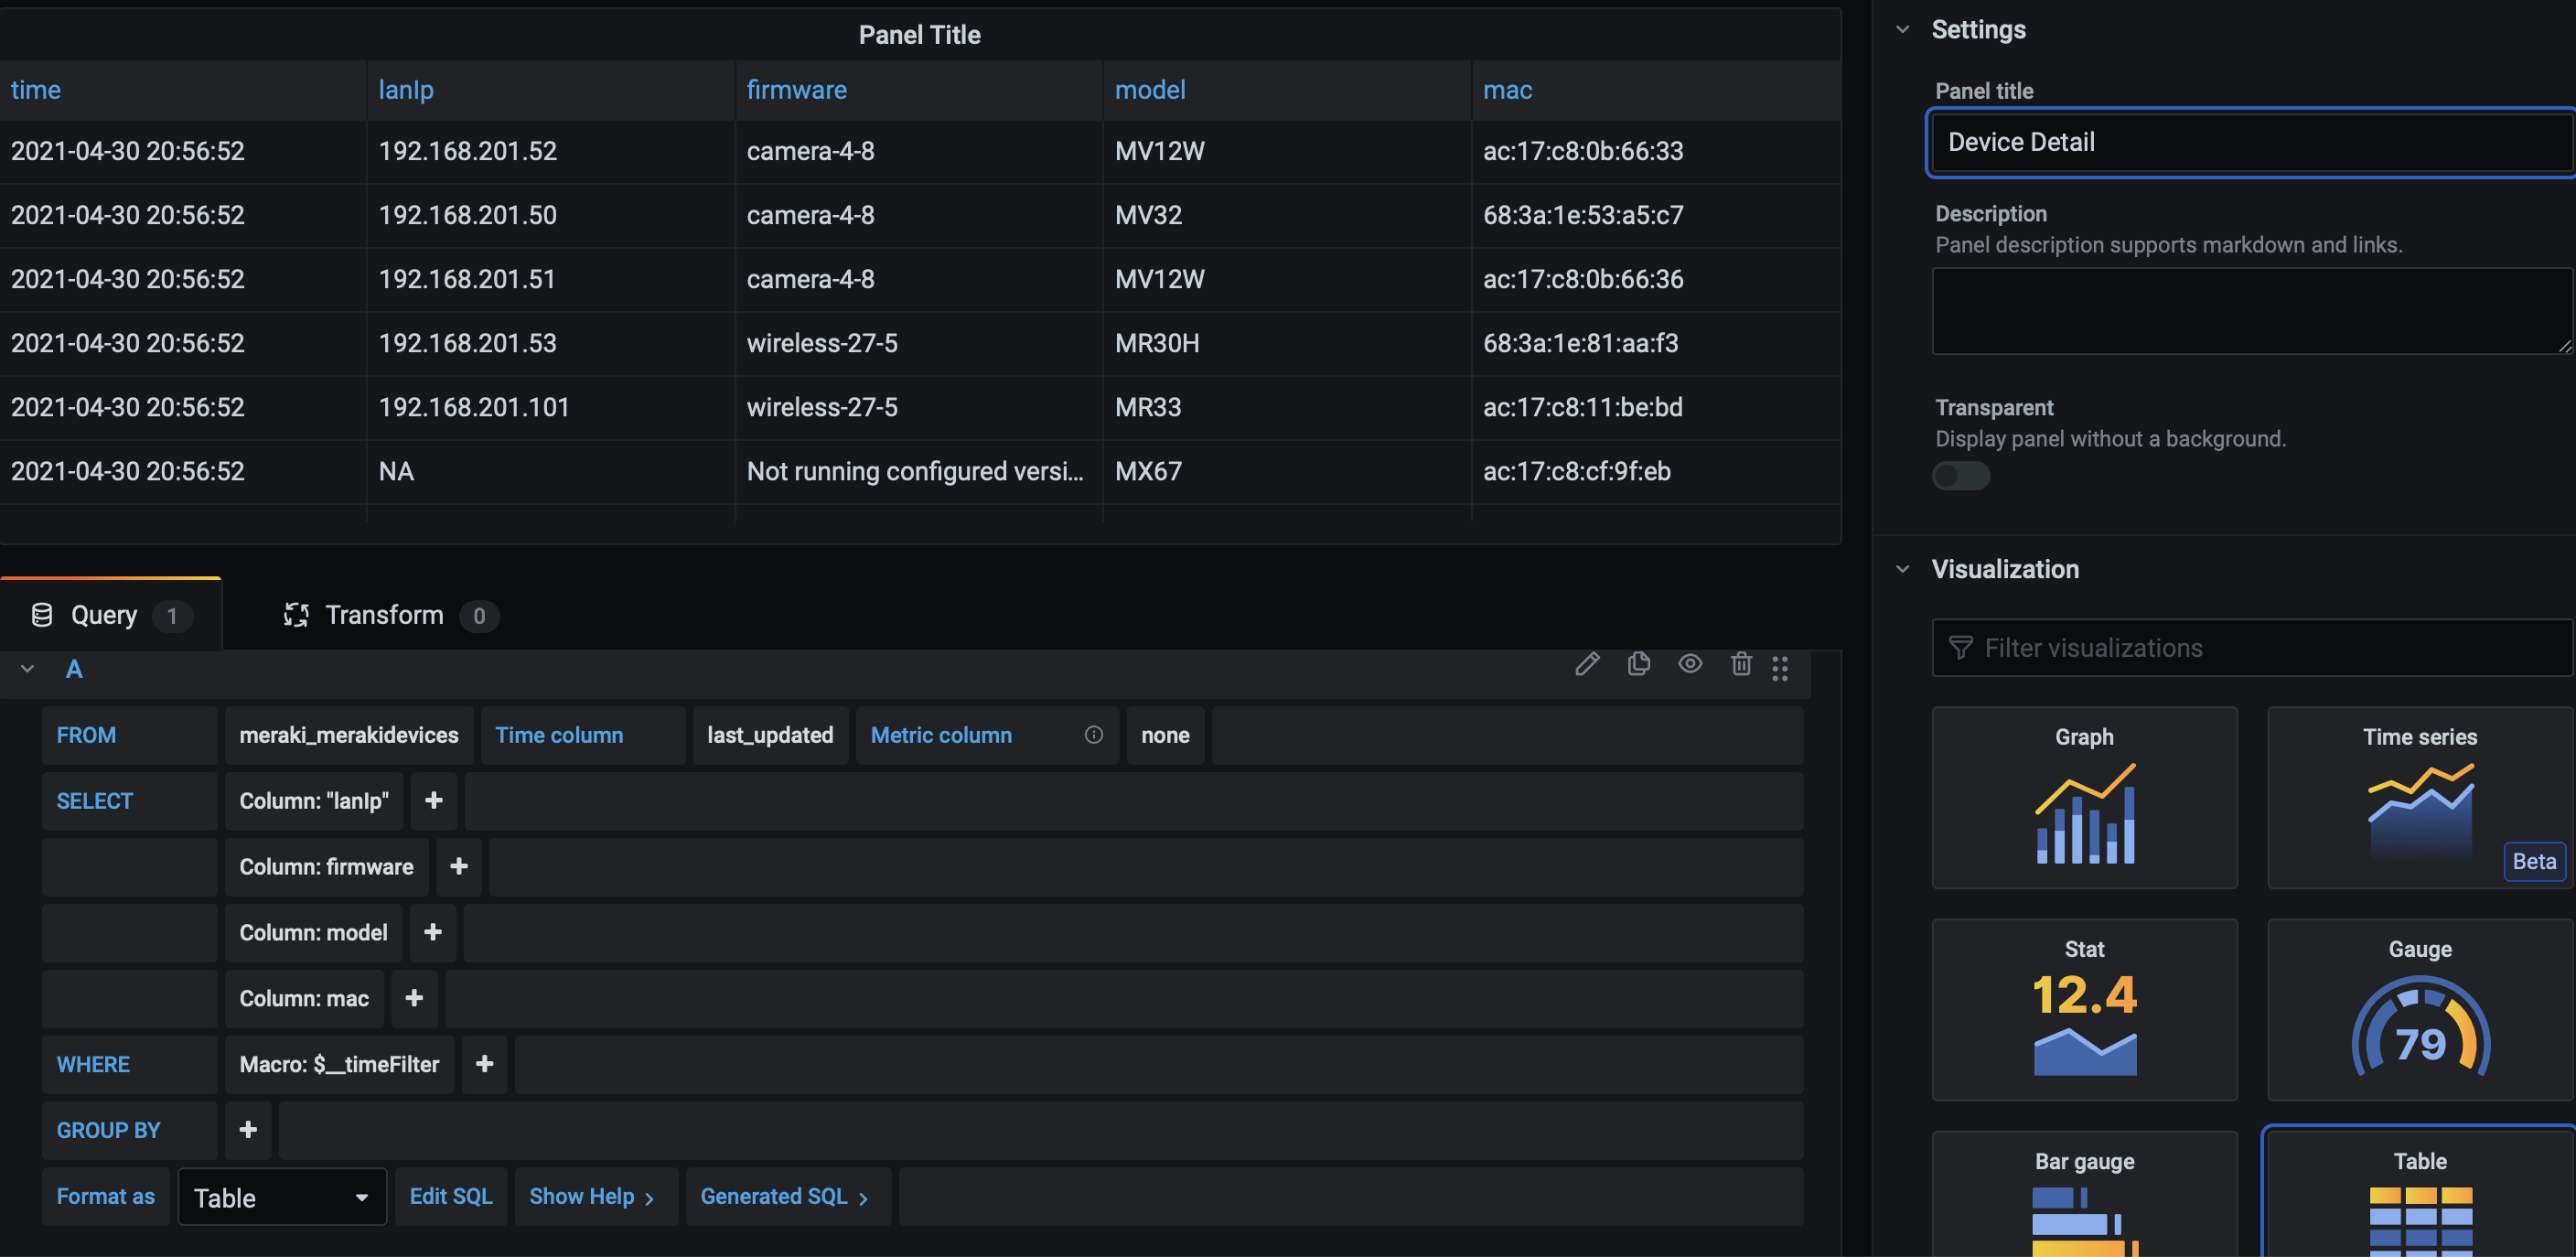 Panel Title
time lanIp firmware model mac
2021-04-30 20:56:52 192.168.201.52 camera-4-8 MV12W ac:17:c8:0b:66:33
2021-04-30 20:56:52 192.168.201.50 camera-4-8 MV32 68:3a:1e:53:a5:c7
2021-04-30 20:56:52 192.168.201.51 camera-4-8 MV12W ac:17:c8:0b:66:36
2021-04-30 20:56:52 192.168.201.53 wireless-27-5 MR30H 68:3a:1e:81:aa:f3
2021-04-30 20:56:52 192.168.201.101 wireless-27-5 MR33 ac:17:c8:11:be:bd
2021-04-30 20:56:52 NA Not running configured versi... MX67 ac:17:c8:cf:9f:eb
Query 1 Transform 0
A
FROM meraki_merakidevices Time column last_updated Metric column none
SELECT Column: "lanIp" +
Column: firmware +
Column: model +
Column: mac +
WHERE Macro: $__timeFilter +
GROUP BY +
Format as Table Edit SQL Show Help > Generated SQL >
Settings
Panel title
Device Detail
Description
Panel description supports markdown and links.
Transparent
Display panel without a background.
Visualization
Filter visualizations
Graph Time series
Beta
Stat Gauge
12.4 79
Bar gauge Table